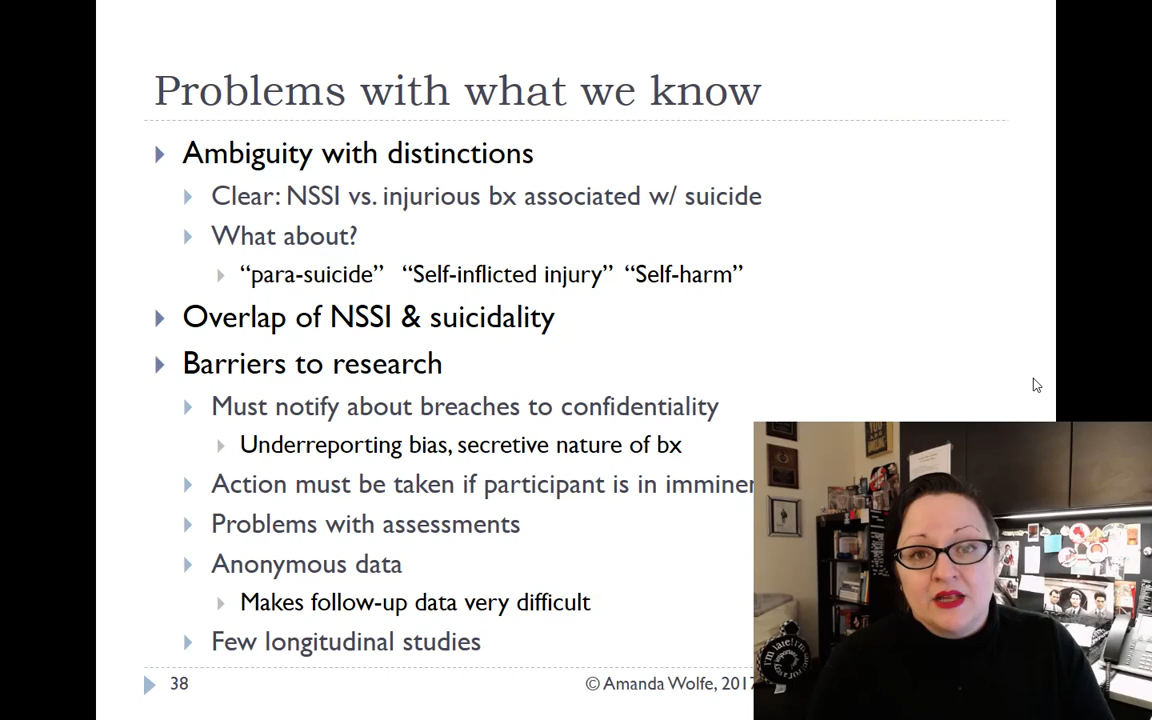 Problems with what we know
Ambiguity with distinctions
Clear: NSSI vs. injurious bx associated w/ suicide
What about?
“para-suicide” “Self-inflicted injury” “Self-harm”
Overlap of NSSI & suicidality
Barriers to research
Must notify about breaches to confidentiality
Underreporting bias, secretive nature of bx
Action must be taken if participant is in
Problems with assessments
Anonymous data
Makes follow-up data very difficult
Few longitudinal studies
38
© Amanda Wolfe, 2017
I'm late! I'm late!